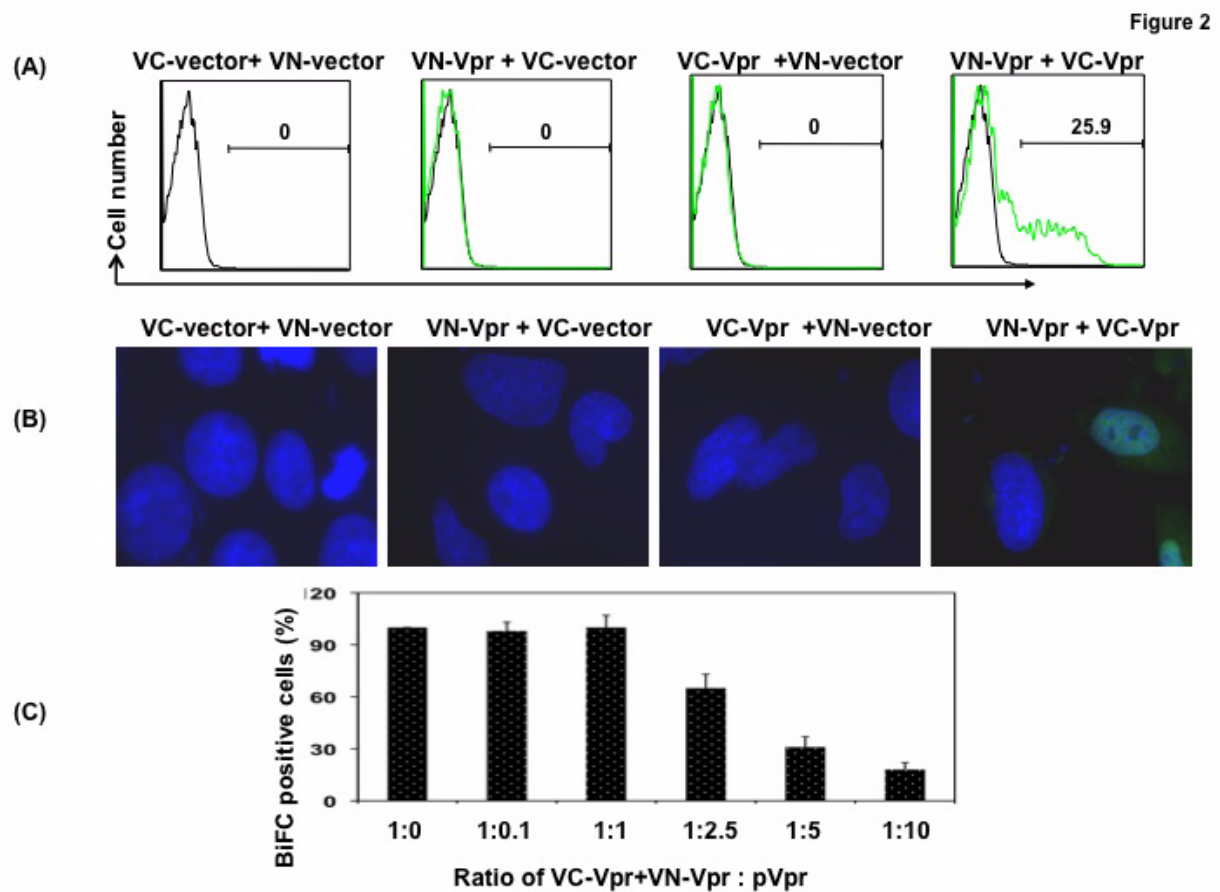 Figure 2
(A)
VC-vector+ VN-vector
VN-Vpr + VC-vector
VC-Vpr +VN-vector
VN-Vpr + VC-Vpr
0
0
0
25.9
Cell number
VC-vector+ VN-vector
VN-Vpr + VC-vector
VC-Vpr +VN-vector
VN-Vpr + VC-Vpr
(B)
(C)
BiFC positive cells (%)
120
90
60
30
0
1:0 1:0.1 1:1 1:2.5 1:5 1:10
Ratio of VC-Vpr+VN-Vpr : pVpr